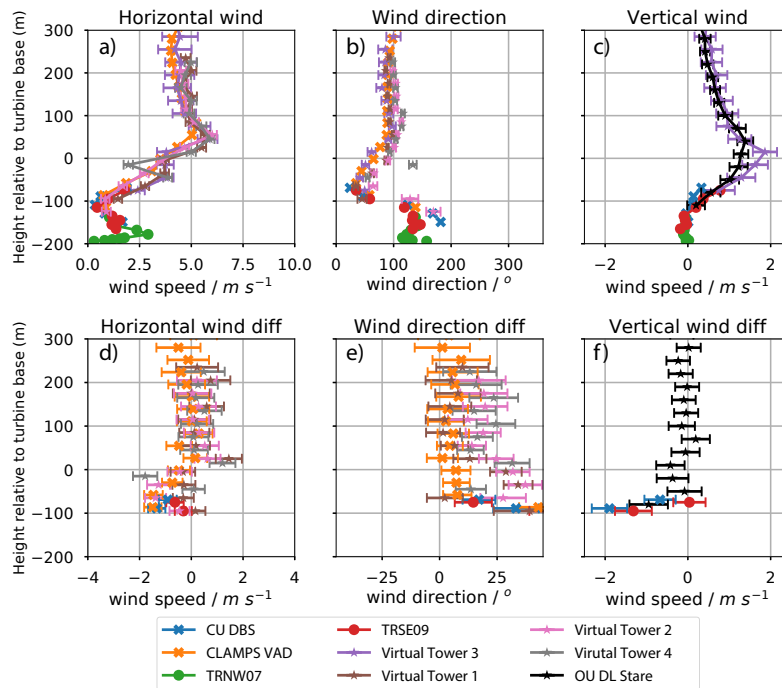 Horizontal wind
Wind direction
Vertical wind
Height relative to turbine base (m)
300
200
100
0
−100
−200
a)
b)
c)
0.0 2.5 5.0 7.5 10.0
0 100 200 300
−2 0 2
wind speed / m s⁻¹
wind direction / °
wind speed / m s⁻¹
Horizontal wind diff
Wind direction diff
Vertical wind diff
Height relative to turbine base (m)
300
200
100
0
−100
−200
d)
e)
f)
−4 0 4
−25 0 25
−2 0 2
wind speed / m s⁻¹
wind direction / °
wind speed / m s⁻¹
CU DBS
CLAMPS VAD
TRNW07
TRSE09
Virtual Tower 3
Virtual Tower 1
Virtual Tower 2
Virutal Tower 4
OU DL Stare